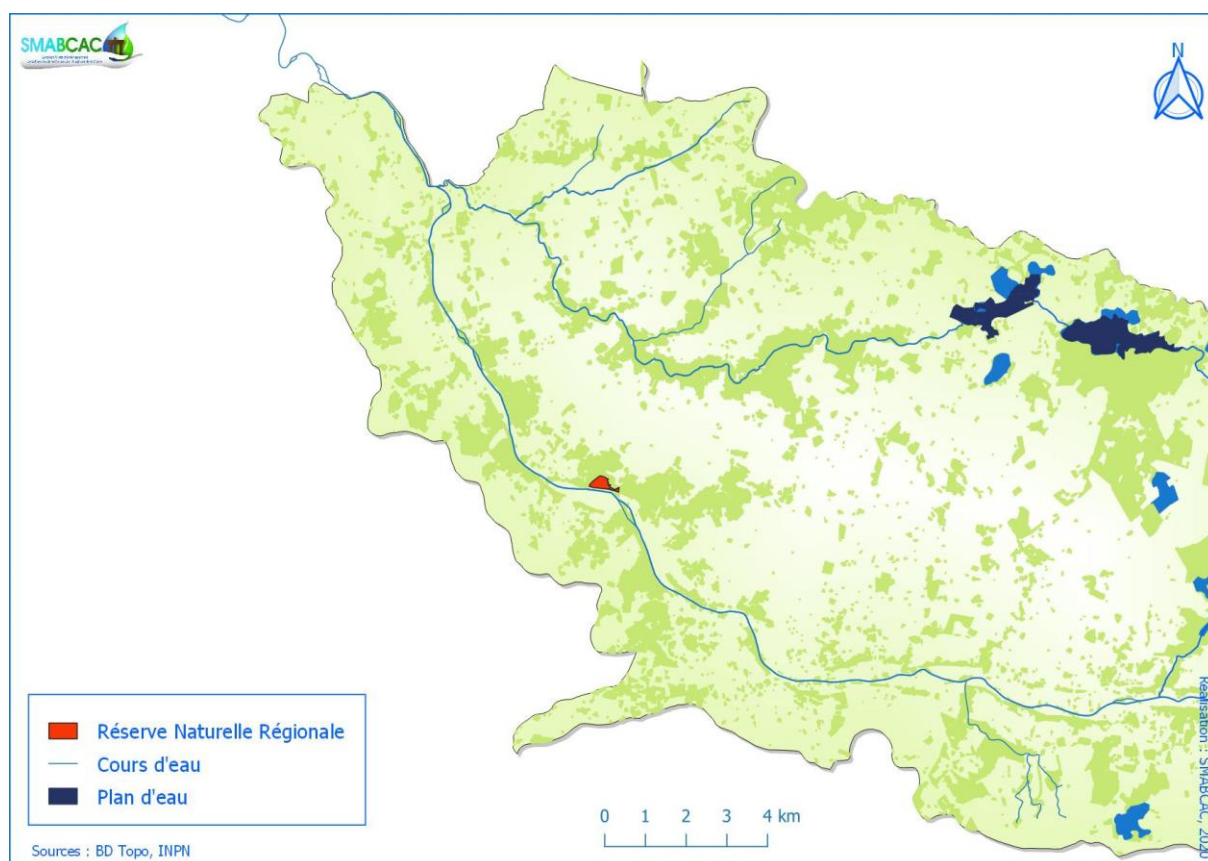 SMABCAC
N
Réserve Naturelle Régionale
Cours d'eau
Plan d'eau
0 1 2 3 4 km
Sources : BD Topo, INPN
Réalisation : SMABCAC, 2020